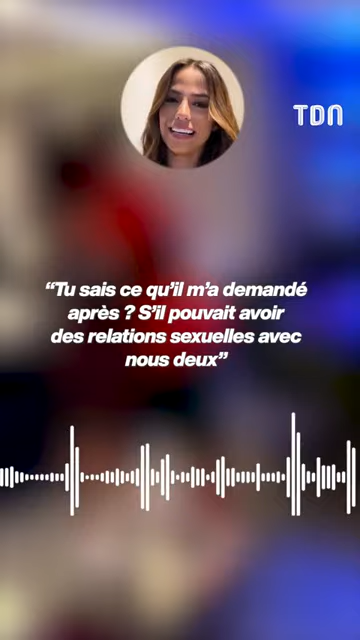 TDN
“Tu sais ce qu’il m’a demandé
après ? S’il pouvait avoir
des relations sexuelles avec
nous deux”